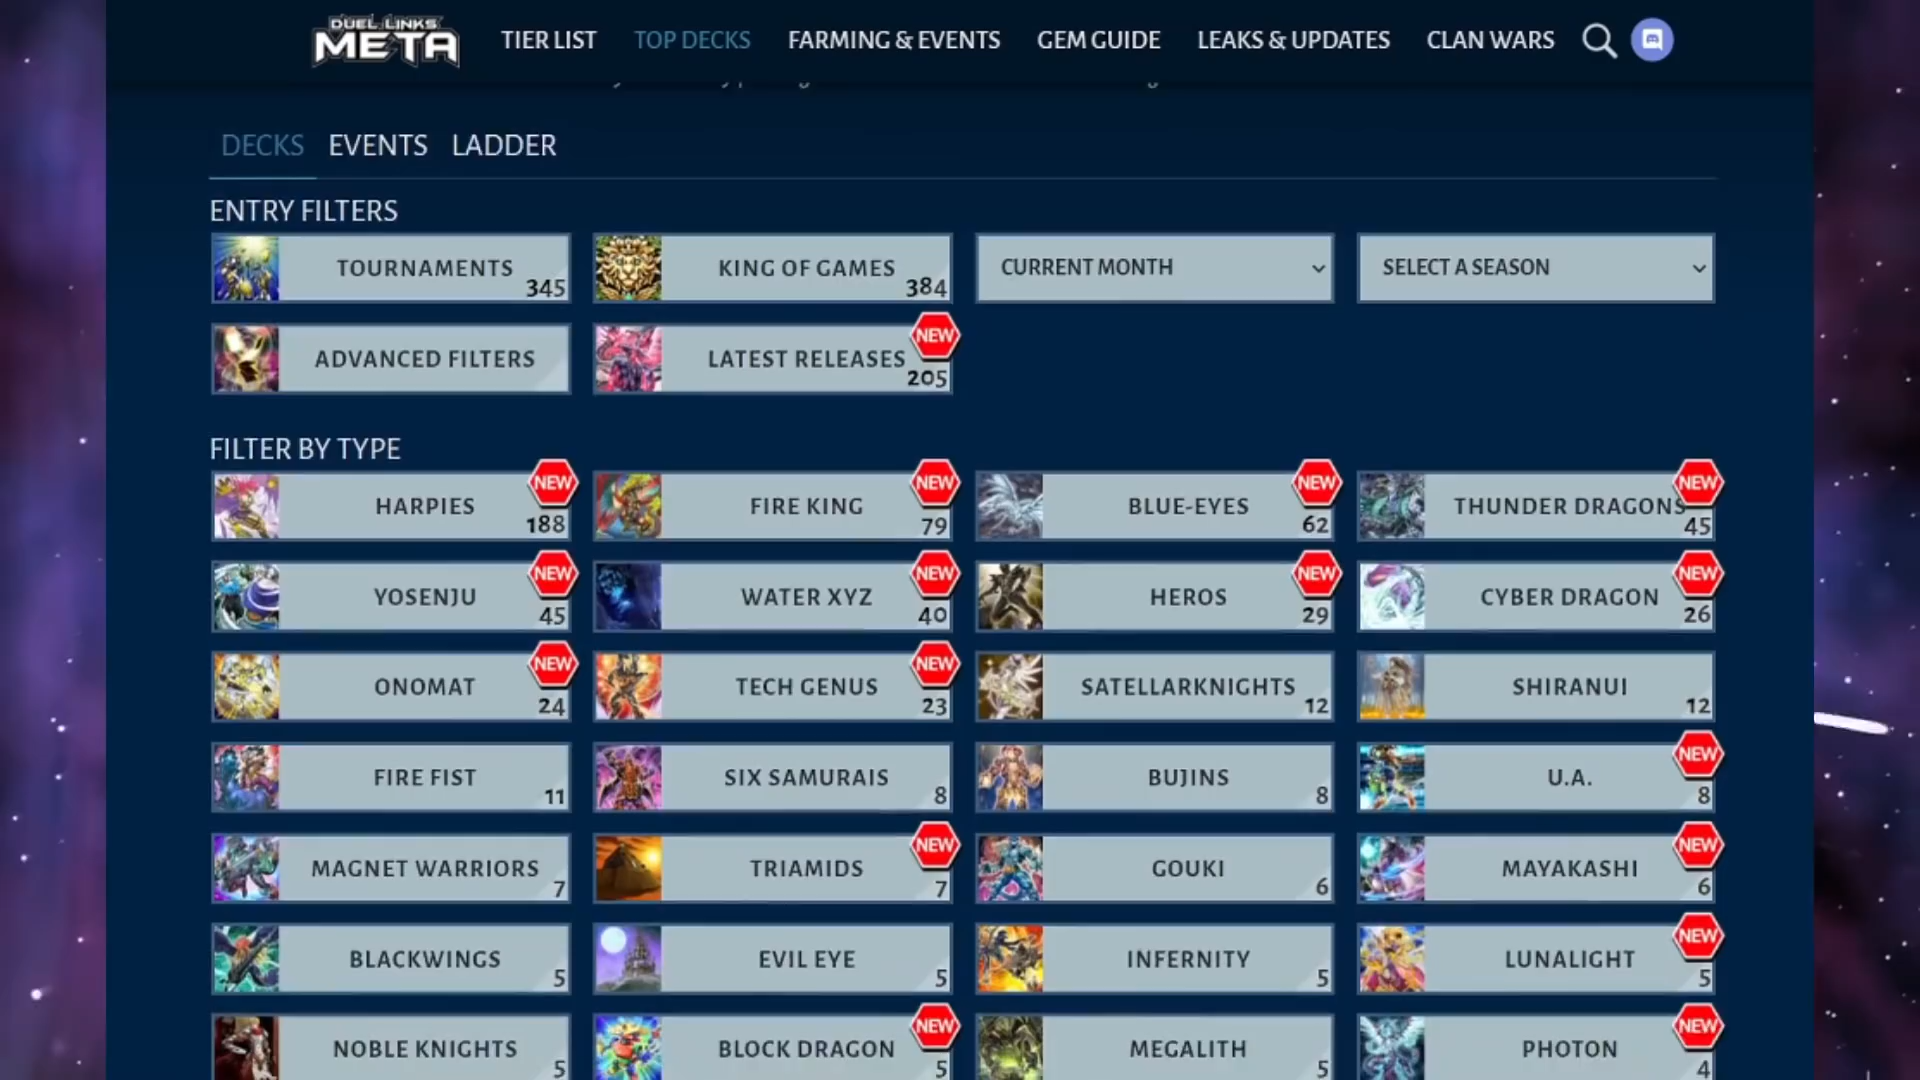 DUEL LINKS
META
TIER LIST
TOP DECKS
FARMING & EVENTS
GEM GUIDE
LEAKS & UPDATES
CLAN WARS
DECKS
EVENTS
LADDER
ENTRY FILTERS
TOURNAMENTS
345
KING OF GAMES
384
CURRENT MONTH
SELECT A SEASON
ADVANCED FILTERS
NEW
LATEST RELEASES
205
FILTER BY TYPE
NEW
HARPIES
188
NEW
FIRE KING
79
NEW
BLUE-EYES
62
NEW
THUNDER DRAGONS
45
NEW
YOSENJU
45
NEW
WATER XYZ
40
NEW
HEROS
29
NEW
CYBER DRAGON
26
NEW
ONOMAT
24
NEW
TECH GENUS
23
SATELLARKNIGHTS
12
SHIRANUI
12
FIRE FIST
11
SIX SAMURAIS
8
BUJINS
8
NEW
U.A.
8
MAGNET WARRIORS
7
NEW
TRIAMIDS
7
GOUKI
6
NEW
MAYAKASHI
6
BLACKWINGS
5
EVIL EYE
5
INFERNITY
5
NEW
LUNALIGHT
5
NOBLE KNIGHTS
5
NEW
BLOCK DRAGON
5
MEGALITH
5
NEW
PHOTON
4